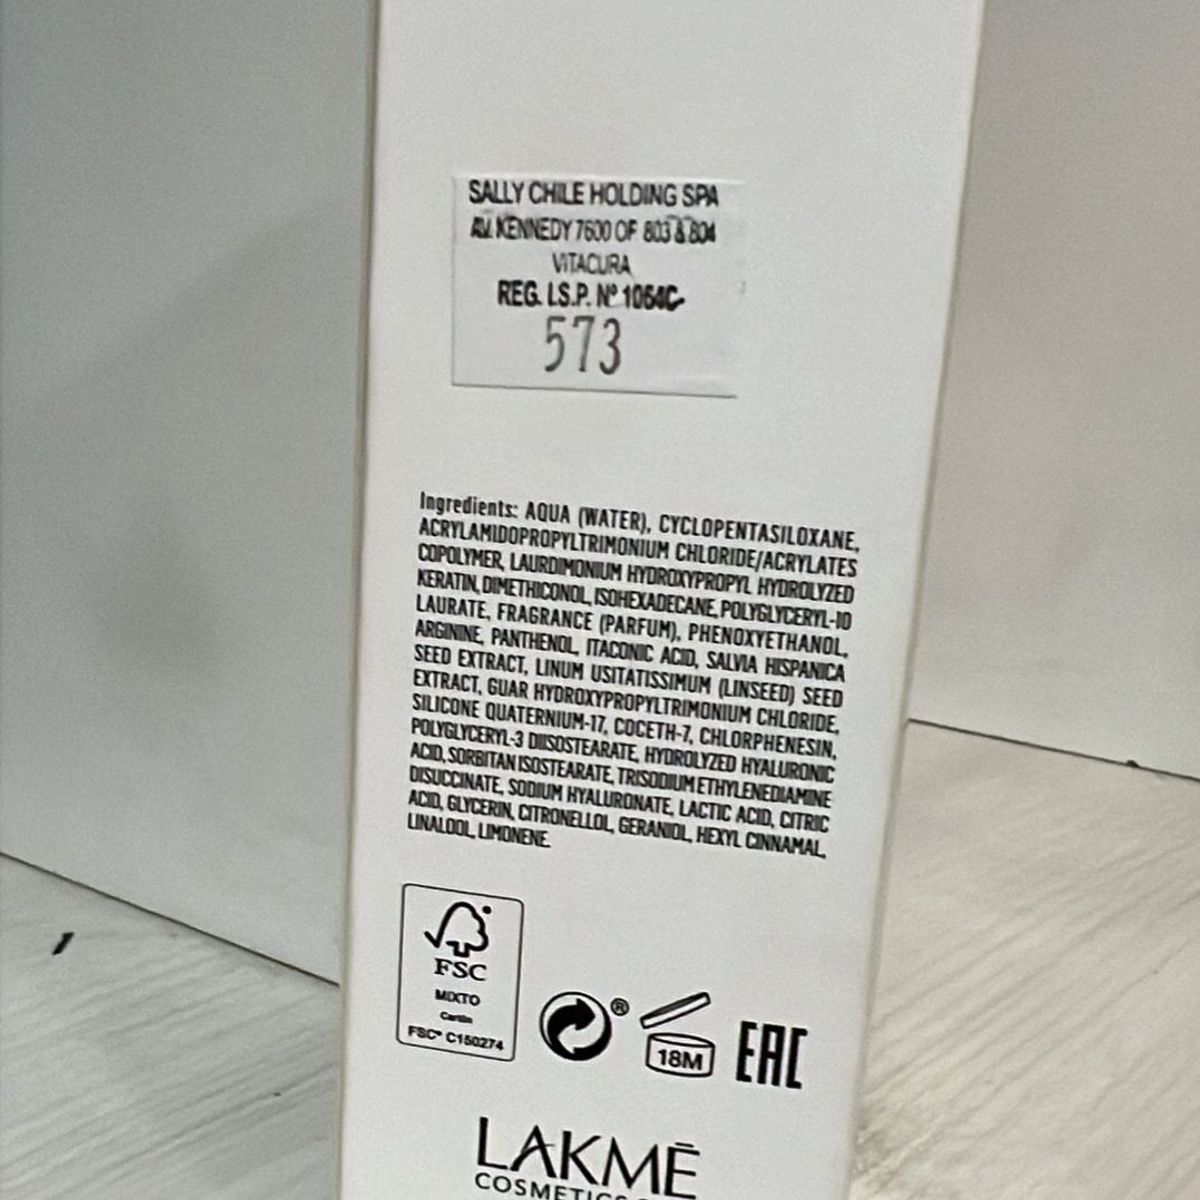 SALLY CHILE HOLDING SPA
AV. KENNEDY 7600 OF 803 & 804
VITACURA
REG. I.S.P. Nº 1064C-
573
Ingredients: AQUA (WATER), CYCLOPENTASILOXANE,
ACRYLAMIDOPROPYLTRIMONIUM CHLORIDE/ACRYLATES
COPOLYMER, LAURDIMONIUM HYDROXYPROPYL HYDROLYZED
KERATIN, DIMETHICONOL, ISOHEXADECANE, POLYGLYCERYL-10
LAURATE, FRAGRANCE (PARFUM), PHENOXYETHANOL,
ARGININE, PANTHENOL, ITACONIC ACID, SALVIA HISPANICA
SEED EXTRACT, LINUM USITATISSIMUM (LINSEED) SEED
EXTRACT, GUAR HYDROXYPROPYLTRIMONIUM CHLORIDE,
SILICONE QUATERNIUM-17, COCETH-7, CHLORPHENESIN,
POLYGLYCERYL-3 DIISOSTEARATE, HYDROLYZED HYALURONIC
ACID, SORBITAN ISOSTEARATE, TRISODIUM ETHYLENEDIAMINE
DISUCCINATE, SODIUM HYALURONATE, LACTIC ACID, CITRIC
ACID, GLYCERIN, CITRONELLOL, GERANIOL, HEXYL CINNAMAL,
LINALOOL, LIMONENE.
FSC
MIXTO
FSC® C150274
®
18M
EAC
LAKMĒ
COSMETICS